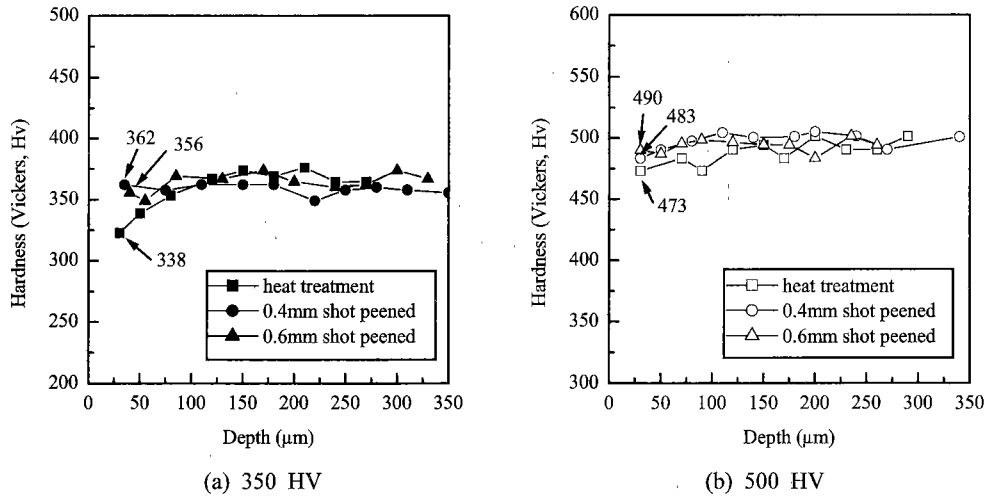 500
450
400
350
300
250
200
Hardness (Vickers, Hv)
362
356
338
heat treatment
0.4mm shot peened
0.6mm shot peened
0 50 100 150 200 250 300 350
Depth (µm)
(a) 350 HV
600
550
500
450
400
350
300
Hardness (Vickers, Hv)
490
483
473
heat treatment
0.4mm shot peened
0.6mm shot peened
0 50 100 150 200 250 300 350
Depth (µm)
(b) 500 HV